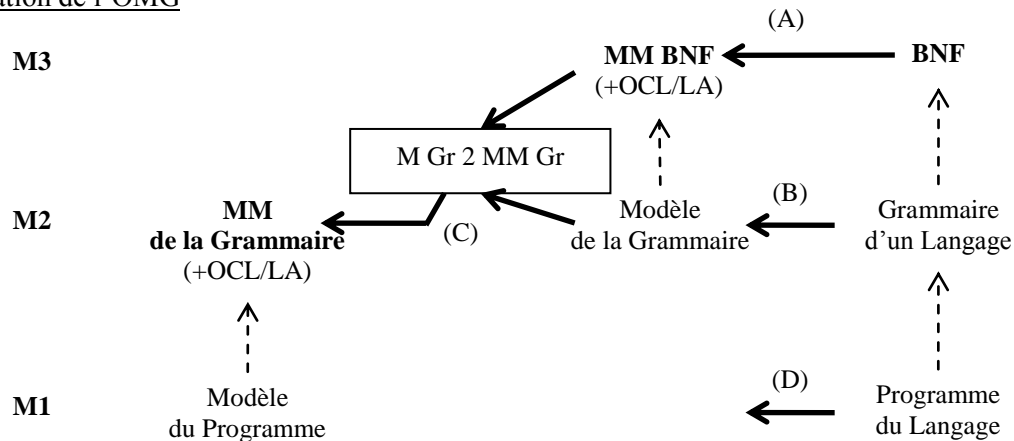 ation de l'OMG
(A)
M3
MM BNF
BNF
(+OCL/LA)
M Gr 2 MM Gr
M2
MM
de la Grammaire
(+OCL/LA)
(C)
Modèle
de la Grammaire
(B)
Grammaire
d'un Langage
M1
Modèle
du Programme
(D)
Programme
du Langage